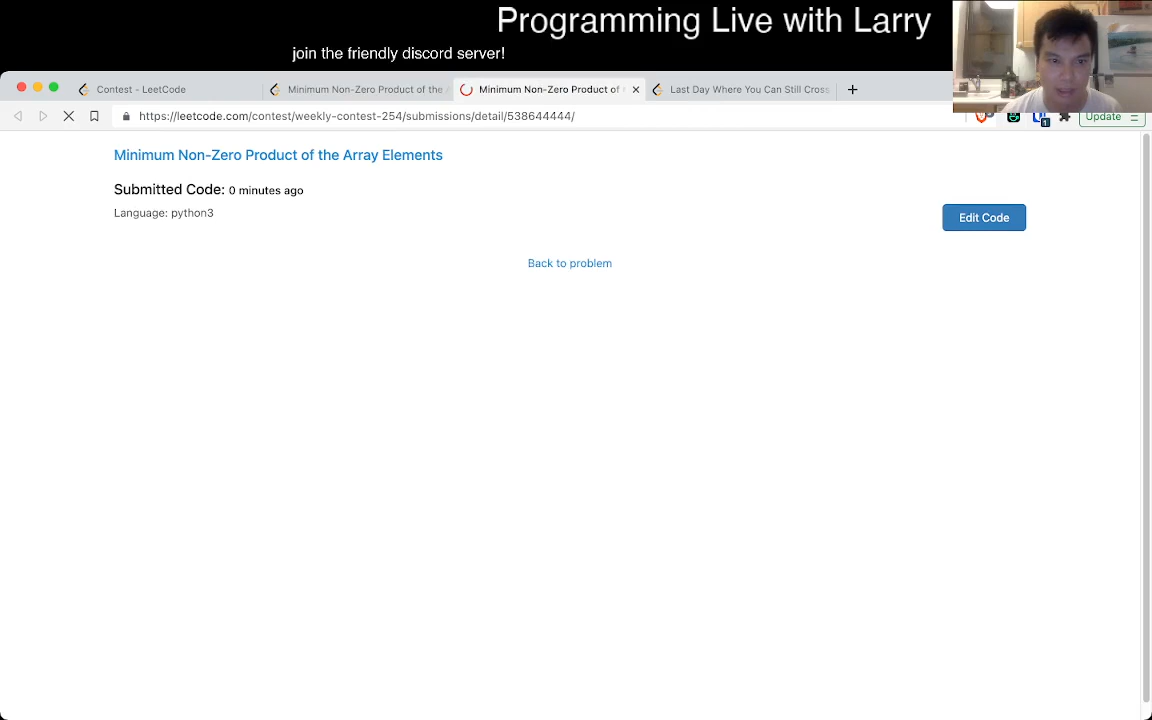 Programming Live with Larry
join the friendly discord server!
Contest - LeetCode
Minimum Non-Zero Product of the
Minimum Non-Zero Product of
Last Day Where You Can Still Cross
https://leetcode.com/contest/weekly-contest-254/submissions/detail/538644444/
1
Update
Minimum Non-Zero Product of the Array Elements
Submitted Code: 0 minutes ago
Language: python3
Edit Code
Back to problem